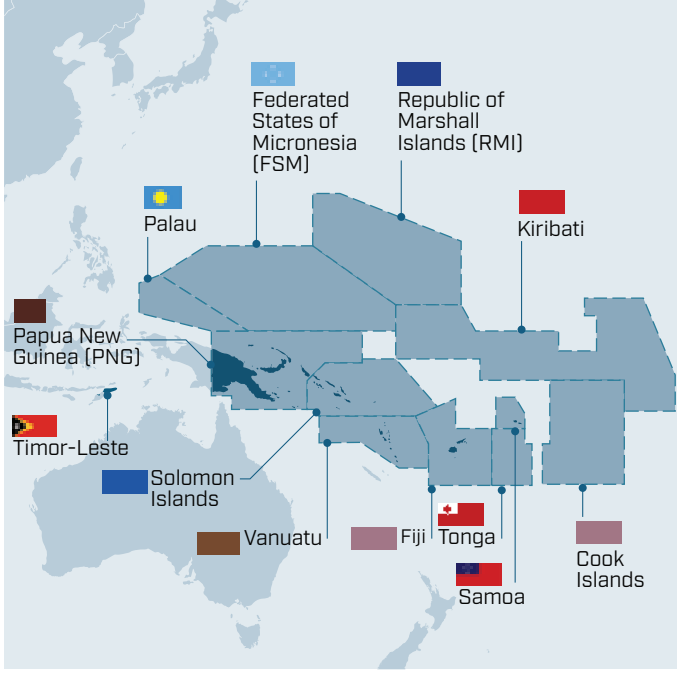 Federated
States of
Micronesia
(FSM)
Republic of
Marshall
Islands (RMI)
Palau
Kiribati
Papua New
Guinea (PNG)
Timor-Leste
Solomon
Islands
Vanuatu
Fiji
Tonga
Cook
Islands
Samoa